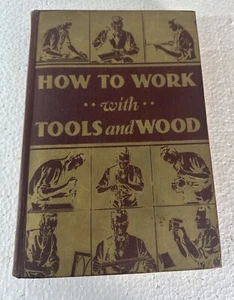 HOW TO WORK
·· with ··
TOOLS and WOOD